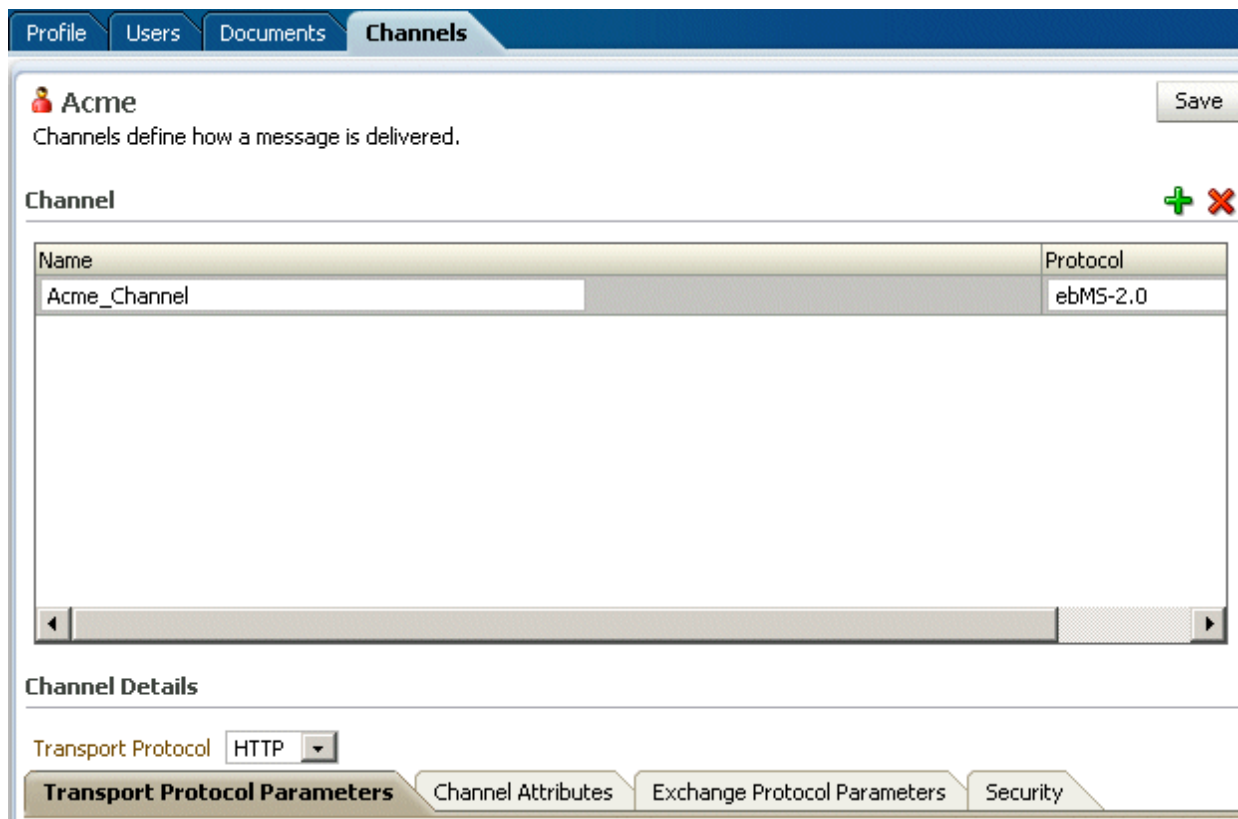 Profile Users Documents Channels
Acme Save
Channels define how a message is delivered.
Channel
Name Protocol
Acme_Channel ebMS-2.0
Channel Details
Transport Protocol HTTP
Transport Protocol Parameters Channel Attributes Exchange Protocol Parameters Security